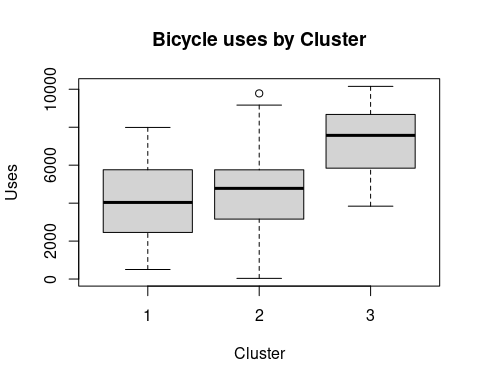 Bicycle uses by Cluster
Uses
10000
6000
2000
0
1 2 3
Cluster